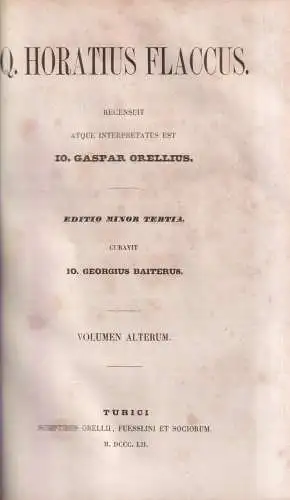 Q. HORATIUS FLACCUS.
RECENSUIT
ATQUE INTERPRETATUS EST
IO. GASPAR ORELLIUS.
EDITIO MINOR TERTIA.
CURAVIT
IO. GEORGIUS BAITERUS.
VOLUMEN ALTERUM.
TURICI
SUMPTIBUS ORELLII, FUESSLINI ET SOCIORUM.
M. DCCC. LII.